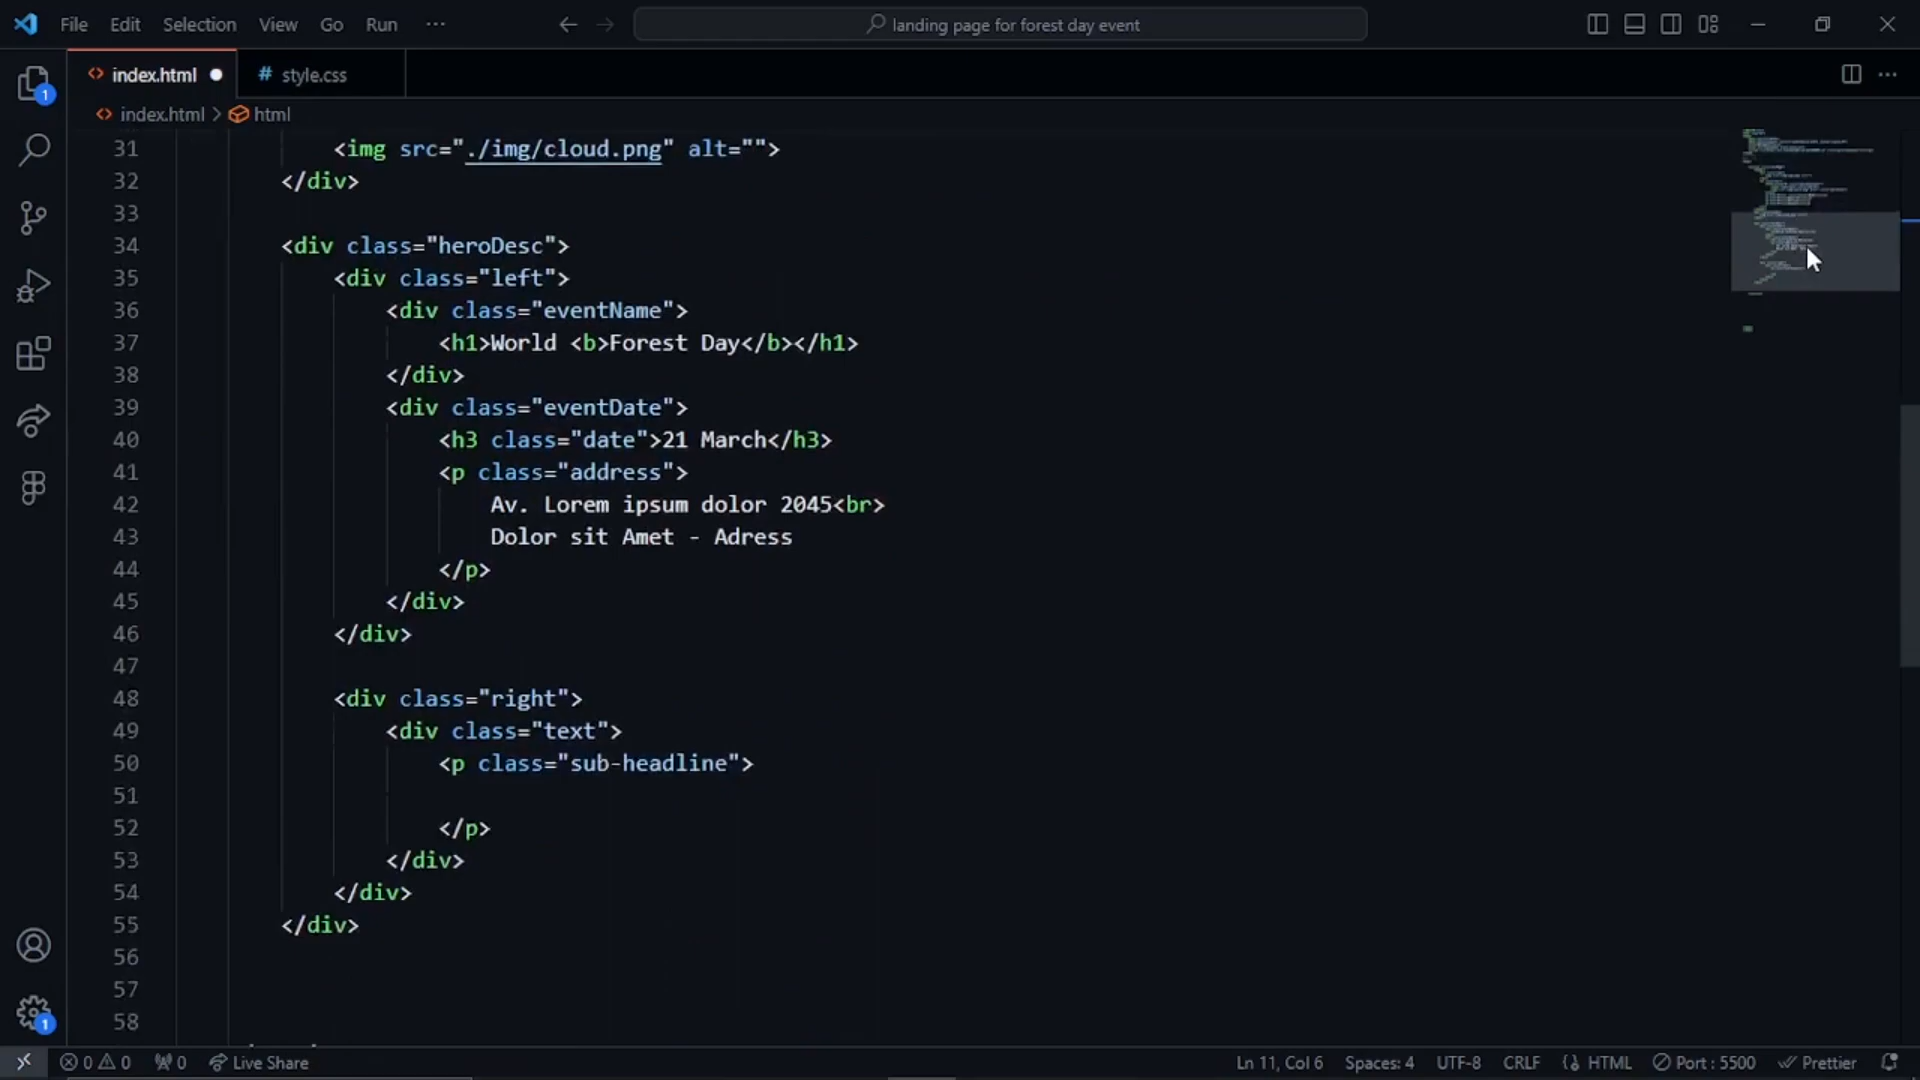 File Edit Selection View Go Run ···
landing page for forest day event
index.html
style.css
index.html > html
31 <img src="./img/cloud.png" alt="">
32 </div>
33
34 <div class="heroDesc">
35 <div class="left">
36 <div class="eventName">
37 <h1>World <b>Forest Day</b></h1>
38 </div>
39 <div class="eventDate">
40 <h3 class="date">21 March</h3>
41 <p class="address">
42 Av. Lorem ipsum dolor 2045<br>
43 Dolor sit Amet - Adress
44 </p>
45 </div>
46 </div>
47
48 <div class="right">
49 <div class="text">
50 <p class="sub-headline">
51
52 </p>
53 </div>
54 </div>
55 </div>
56
57
58
1
1
0 0 0 Live Share Ln 11, Col 6 Spaces: 4 UTF-8 CRLF HTML Port : 5500 Prettier